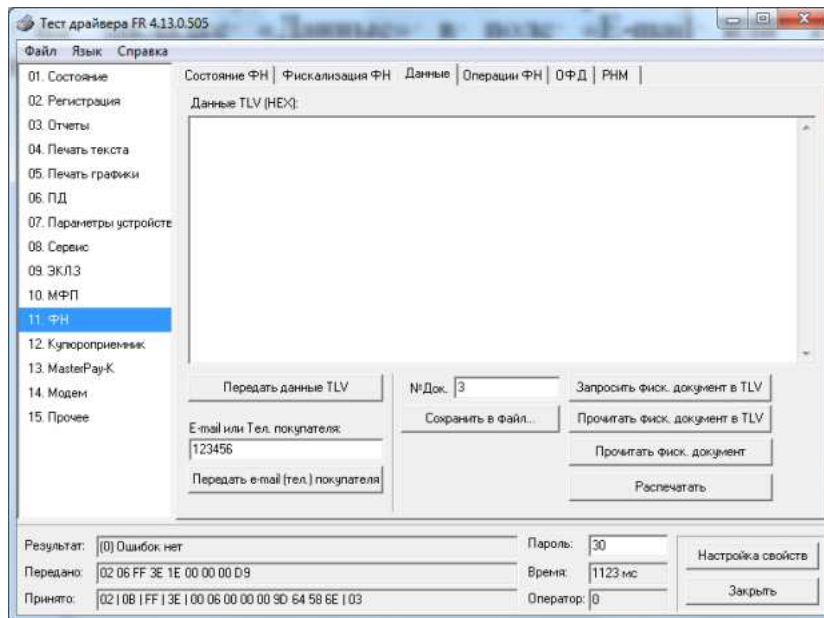 Тест драйвера FR 4.13.0.505
Файл Язык Справка
01. Состояние
02. Регистрация
03. Отчеты
04. Печать текста
05. Печать графики
06. ПД
07. Параметры устройстве
08. Сервис
09. ЭКЛЗ
10. МФП
11. ФН
12. Купюроприемник
13. MasterPay-K
14. Модем
15. Прочее
Состояние ФН Фискализация ФН Данные Операции ФН ОФД РНМ
Данные TLV (HEX):
Передать данные TLV
E-mail или Тел. покупателя:
123456
Передать e-mail (тел.) покупателя
№Док. 3
Сохранить в файл...
Запросить фиск. документ в TLV
Прочитать фиск. документ в TLV
Прочитать фиск. документ
Распечатать
Результат: (0) Ошибок нет
Передано: 02 06 FF 3E 1E 00 00 00 D9
Принято: 02 | 0B | FF | 3E | 00 06 00 00 00 9D 64 58 6E | 03
Пароль: 30
Время: 1123 мс
Оператор: 0
Настройка свойств
Закрыть